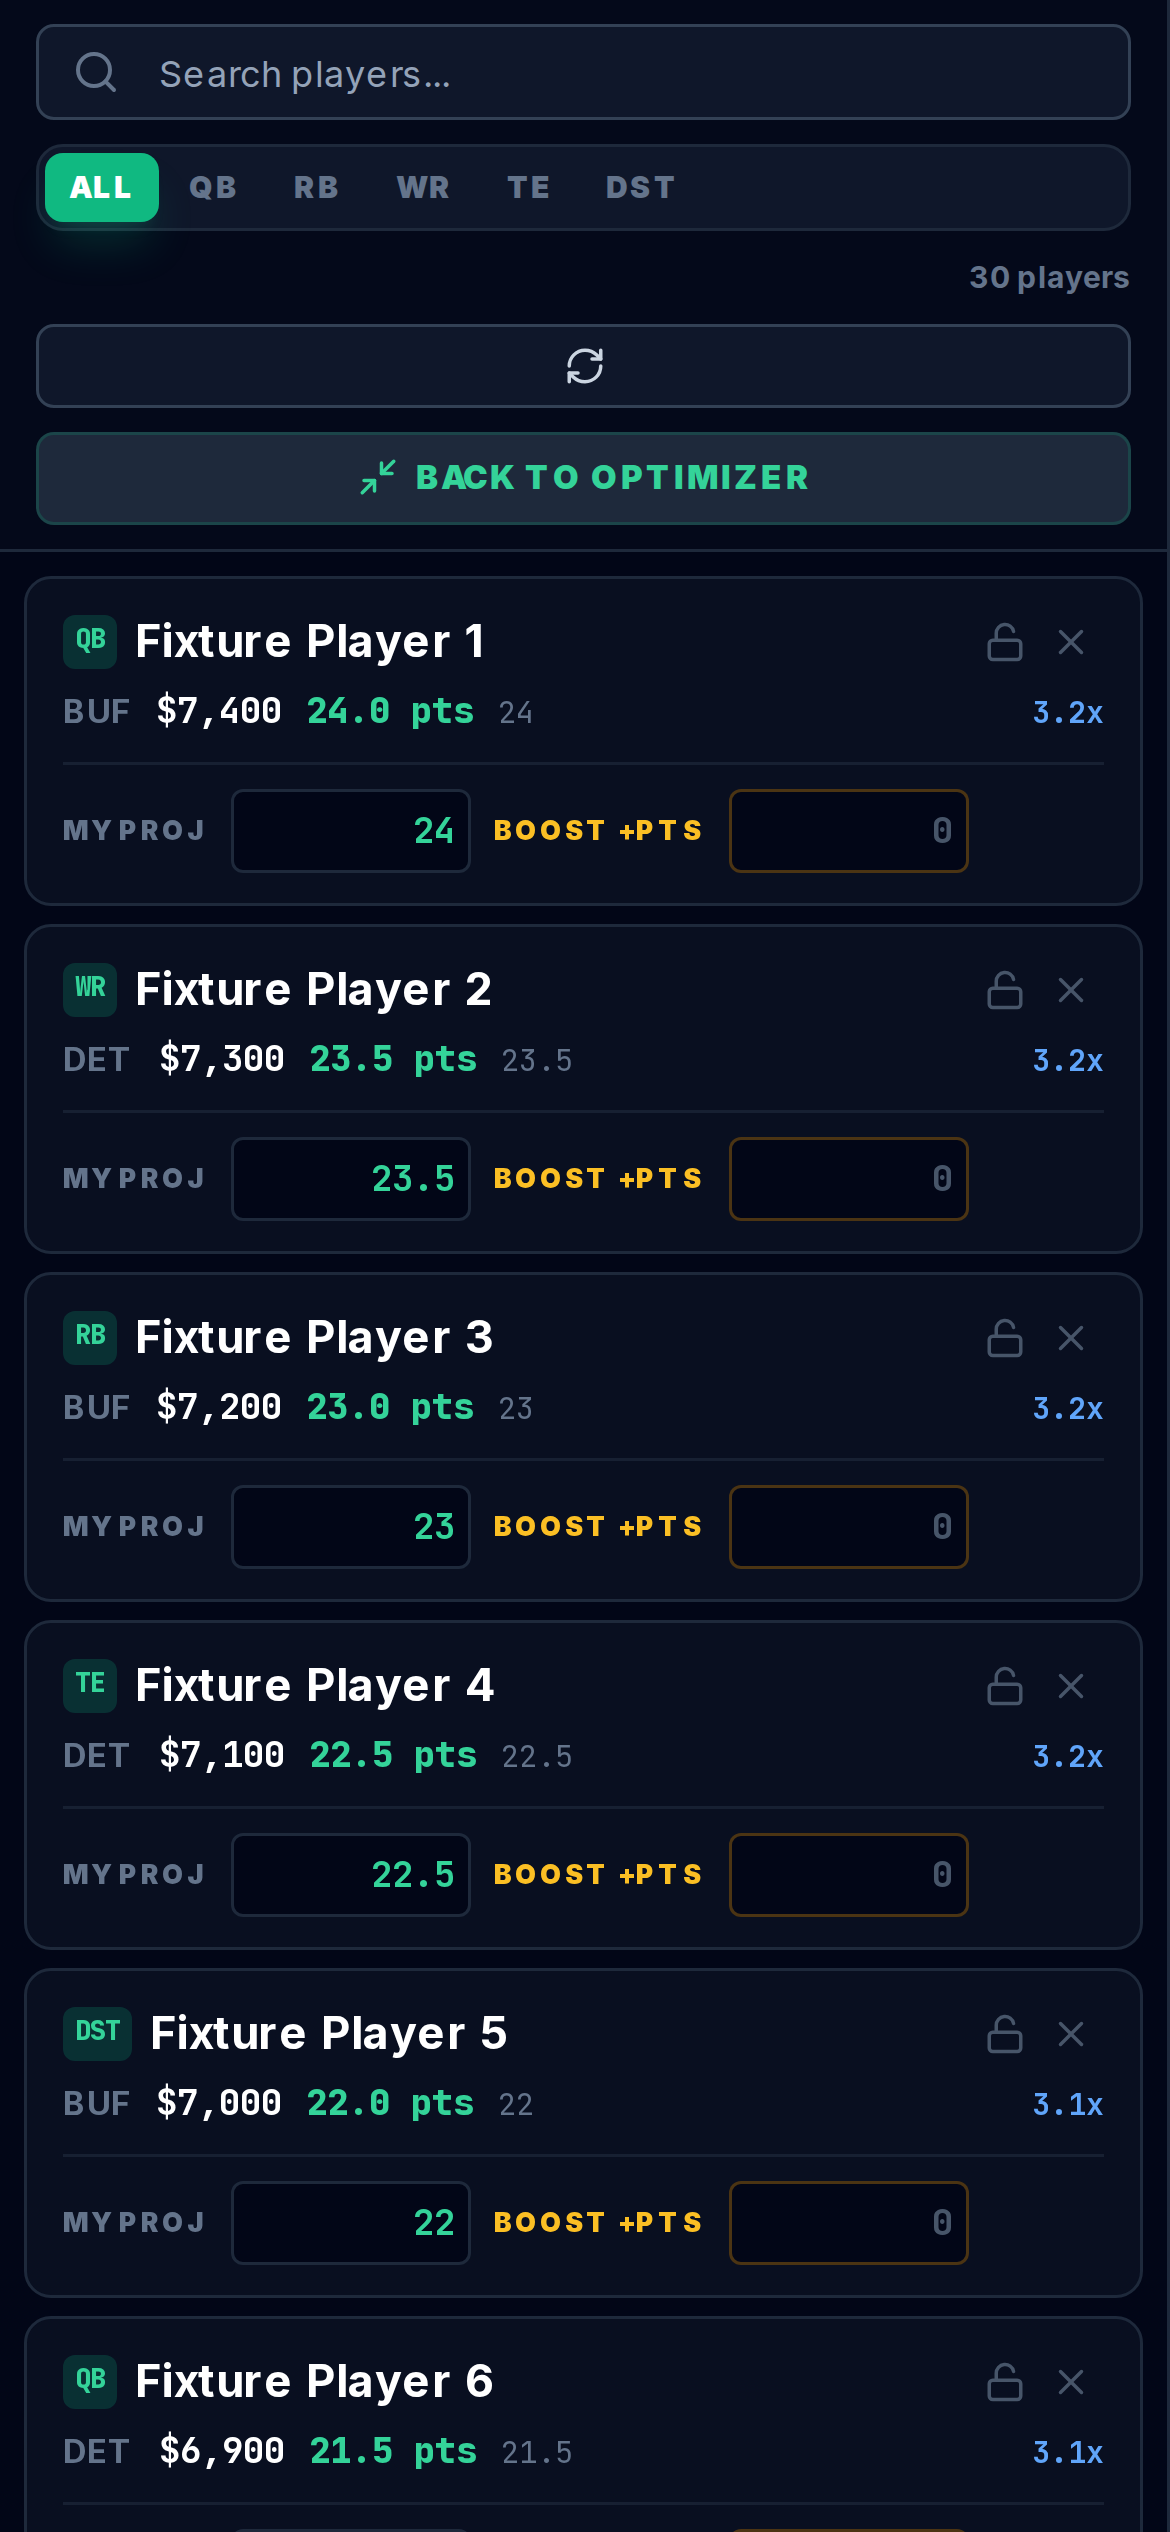 Search players...
ALL QB RB WR TE DST
30 players
BACK TO OPTIMIZER
QB Fixture Player 1
BUF $7,400 24.0 pts 24 3.2x
MY PROJ 24 BOOST +PTS 0
WR Fixture Player 2
DET $7,300 23.5 pts 23.5 3.2x
MY PROJ 23.5 BOOST +PTS 0
RB Fixture Player 3
BUF $7,200 23.0 pts 23 3.2x
MY PROJ 23 BOOST +PTS 0
TE Fixture Player 4
DET $7,100 22.5 pts 22.5 3.2x
MY PROJ 22.5 BOOST +PTS 0
DST Fixture Player 5
BUF $7,000 22.0 pts 22 3.1x
MY PROJ 22 BOOST +PTS 0
QB Fixture Player 6
DET $6,900 21.5 pts 21.5 3.1x